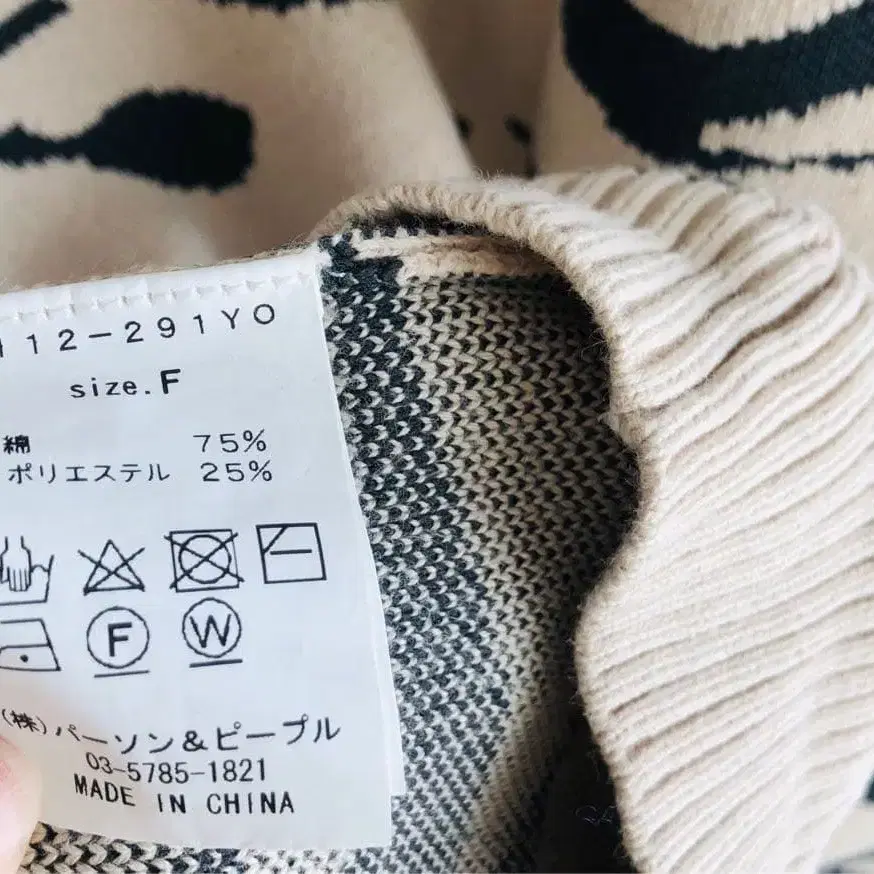 112-291YO
size.F
綿 75%
ポリエステル 25%
F W
(株)パーソン&ピープル
03-5785-1821
MADE IN CHINA